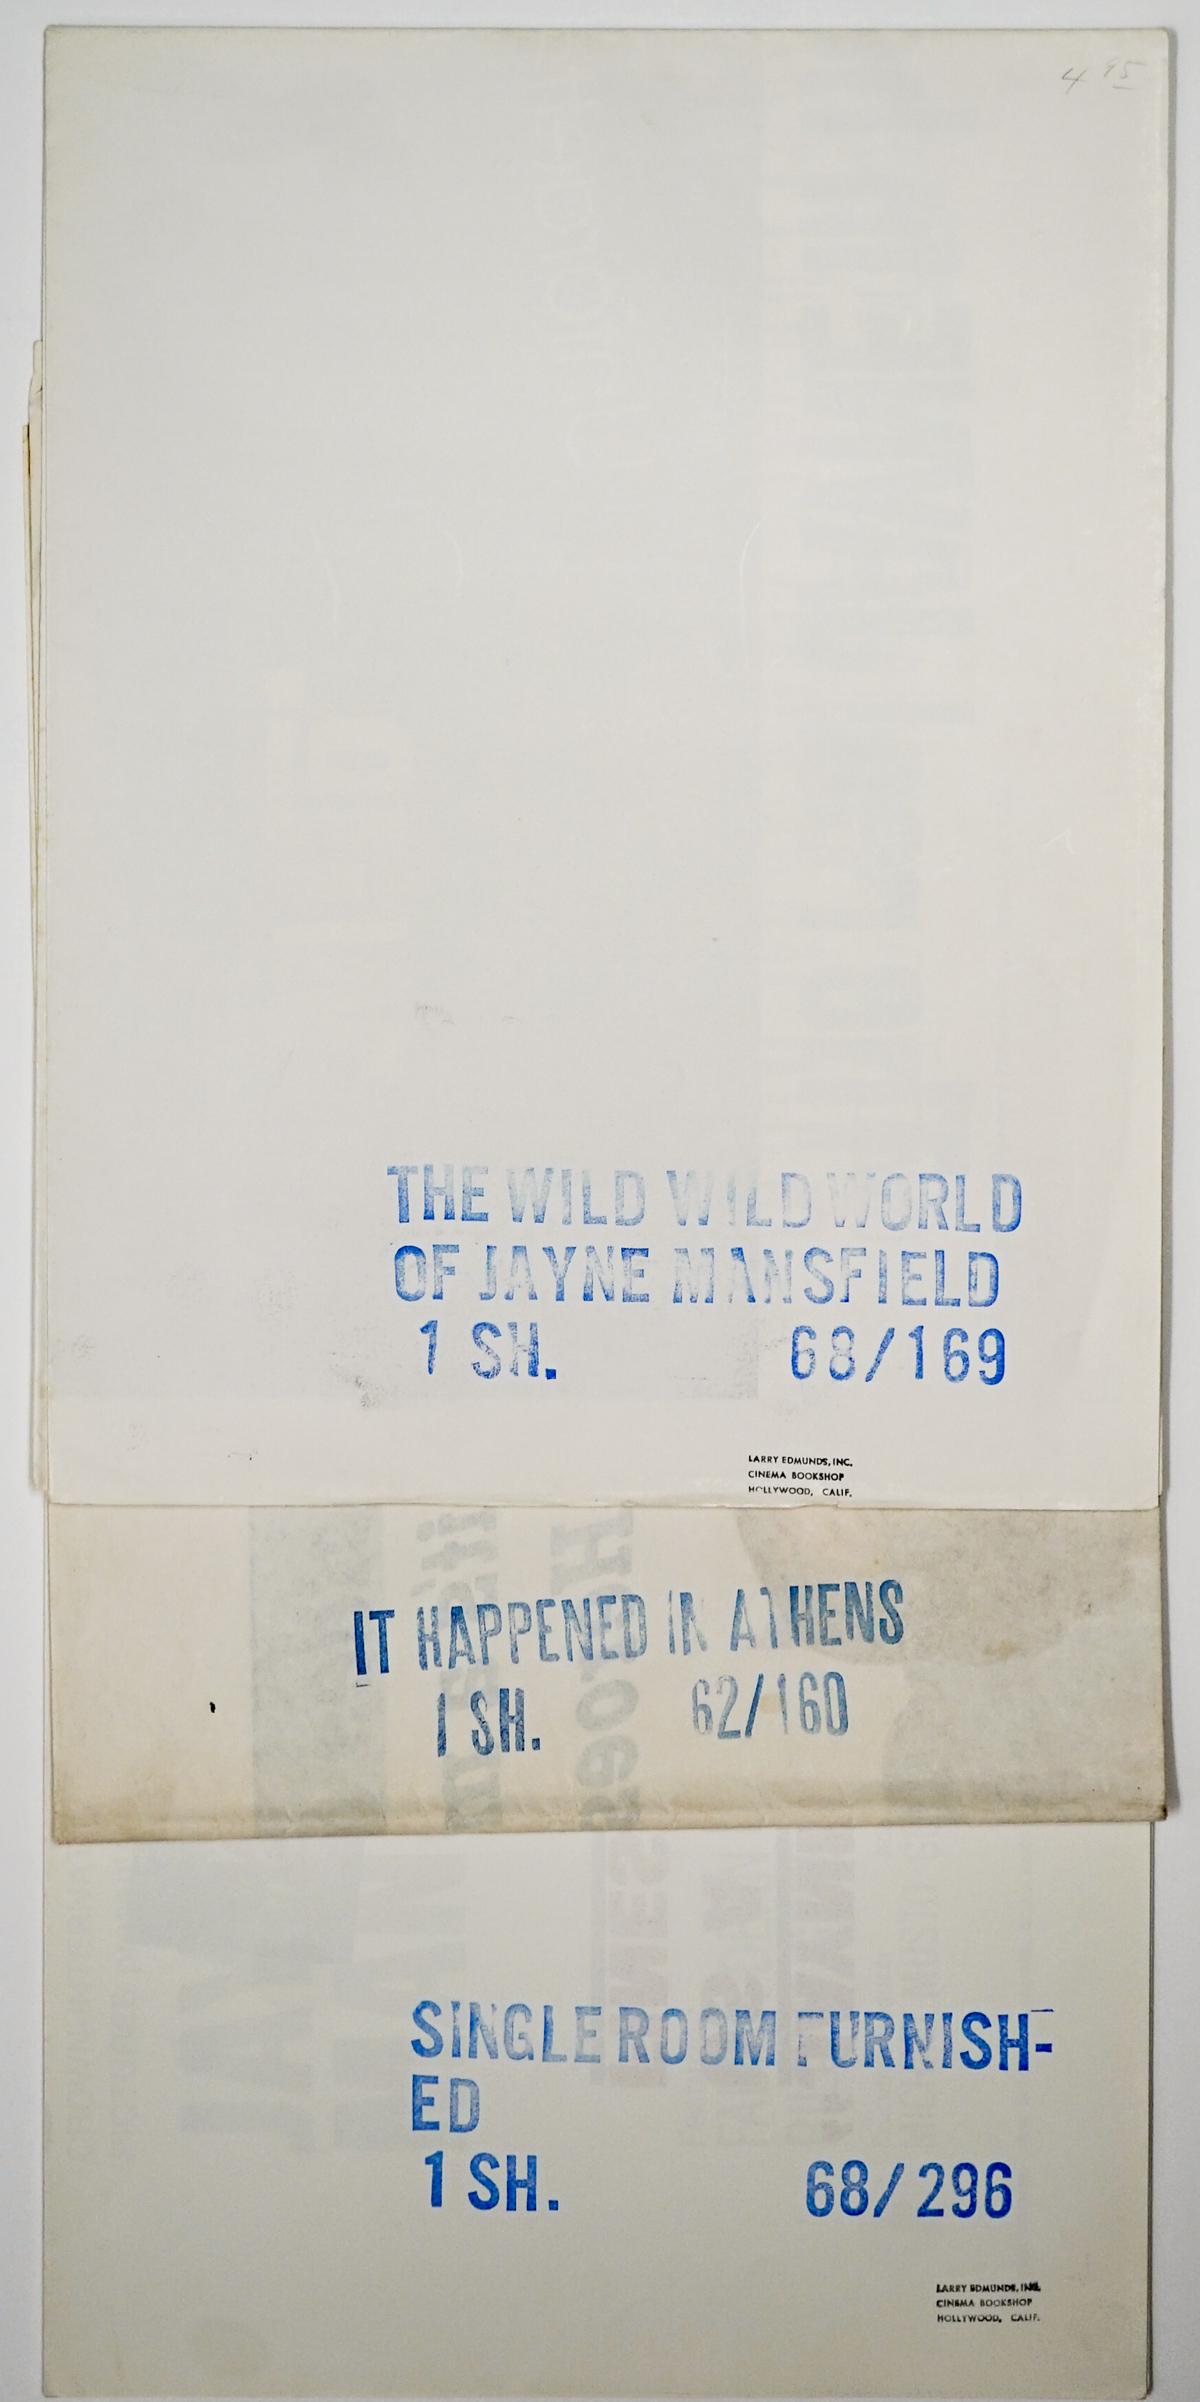 4 95
THE WILD WILD WORLD
OF JAYNE MANSFIELD
1 SH. 68/169
LARRY EDMUNDS, INC.
CINEMA BOOKSHOP
HOLLYWOOD, CALIF.
IT HAPPENED IN ATHENS
1 SH. 62/160
SINGLE ROOM FURNISH-
ED
1 SH. 68/296
LARRY EDMUNDS, INC.
CINEMA BOOKSHOP
HOLLYWOOD, CALIF.